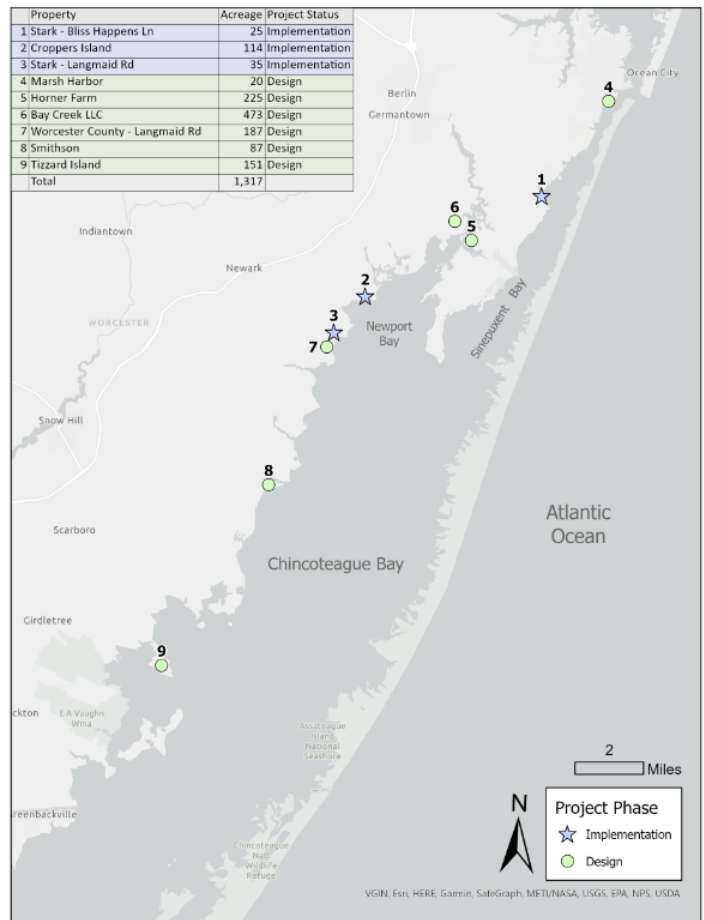 Property Acreage Project Status
1 Stark - Bliss Happens Ln 25 Implementation
2 Croppers Island 114 Implementation
3 Stark - Langmaid Rd 35 Implementation
4 Marsh Harbor 20 Design
5 Horner Farm 225 Design
6 Bay Creek LLC 473 Design
7 Worcester County - Langmaid Rd 187 Design
8 Smithson 87 Design
9 Tizzard Island 151 Design
Total 1,317
Ocean City
4
Berlin
Germantown
1
6
5
Indiantown
Newark
2
Sinepuxent Bay
WORCESTER
3
Newport
Bay
7
Snow Hill
8
Atlantic
Ocean
Scarboro
Chincoteague Bay
Girdletree
9
ckton
E A Vaughn
Wma
Assateague
Island
National
Seashore
2
Miles
N
Project Phase
Implementation
Design
reenbackville
Chincoteague
Natl
Wildlife
Refuge
VGIN, Esri, HERE, Garmin, SafeGraph, METI/NASA, USGS, EPA, NPS, USDA